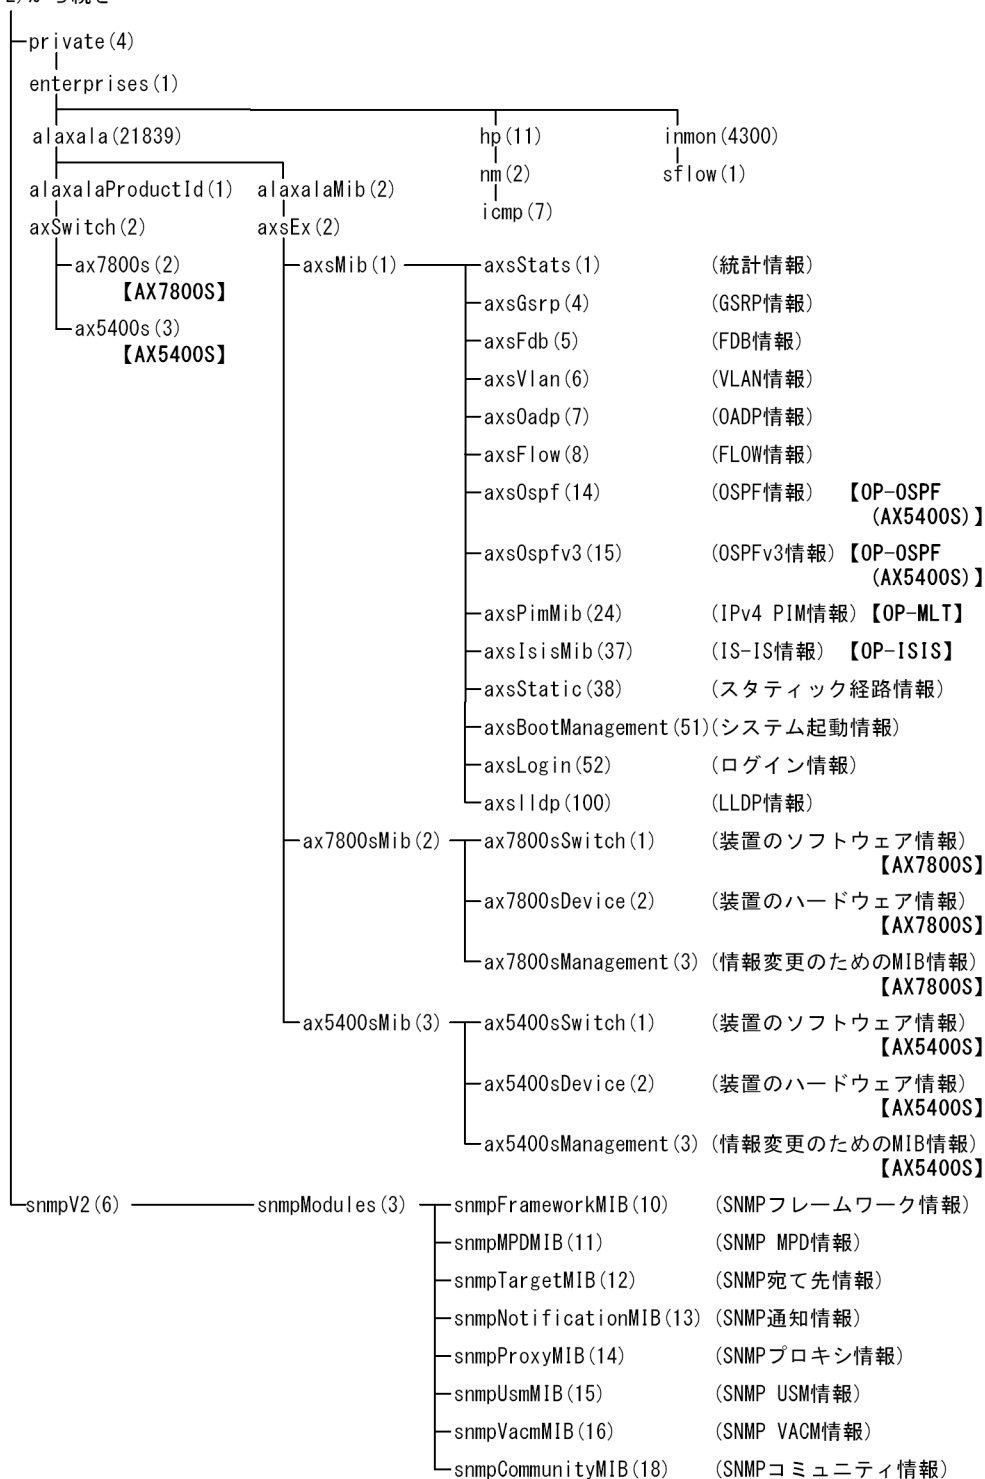 から続き
private(4)
enterprises(1)
alaxala(21839) hp(11) inmon(4300)
nm(2) sflow(1)
alaxalaProductId(1) alaxalaMib(2)
icmp(7)
axSwitch(2) axsEx(2)
ax7800s(2) axsMib(1) axsStats(1) (統計情報)
【AX7800S】
axsGsrp(4) (GSRP情報)
ax5400s(3) axsFdb(5) (FDB情報)
【AX5400S】
axsVlan(6) (VLAN情報)
axsOadp(7) (OADP情報)
axsFlow(8) (FLOW情報)
axsOspf(14) (OSPF情報) 【OP-OSPF
(AX5400S)】
axsOspfv3(15) (OSPFv3情報)【OP-OSPF
(AX5400S)】
axsPimMib(24) (IPv4 PIM情報)【OP-MLT】
axsIsisMib(37) (IS-IS情報) 【OP-ISIS】
axsStatic(38) (スタティック経路情報)
axsBootManagement(51)(システム起動情報)
axsLogin(52) (ログイン情報)
axslldp(100) (LLDP情報)
ax7800sMib(2) ax7800sSwitch(1) (装置のソフトウェア情報)
【AX7800S】
ax7800sDevice(2) (装置のハードウェア情報)
【AX7800S】
ax7800sManagement(3) (情報変更のためのMIB情報)
【AX7800S】
ax5400sMib(3) ax5400sSwitch(1) (装置のソフトウェア情報)
【AX5400S】
ax5400sDevice(2) (装置のハードウェア情報)
【AX5400S】
ax5400sManagement(3) (情報変更のためのMIB情報)
【AX5400S】
snmpV2(6) snmpModules(3) snmpFrameworkMIB(10) (SNMPフレームワーク情報)
snmpMPDMIB(11) (SNMP MPD情報)
snmpTargetMIB(12) (SNMP宛て先情報)
snmpNotificationMIB(13) (SNMP通知情報)
snmpProxyMIB(14) (SNMPプロキシ情報)
snmpUsmMIB(15) (SNMP USM情報)
snmpVacmMIB(16) (SNMP VACM情報)
snmpCommunityMIB(18) (SNMPコミュニティ情報)